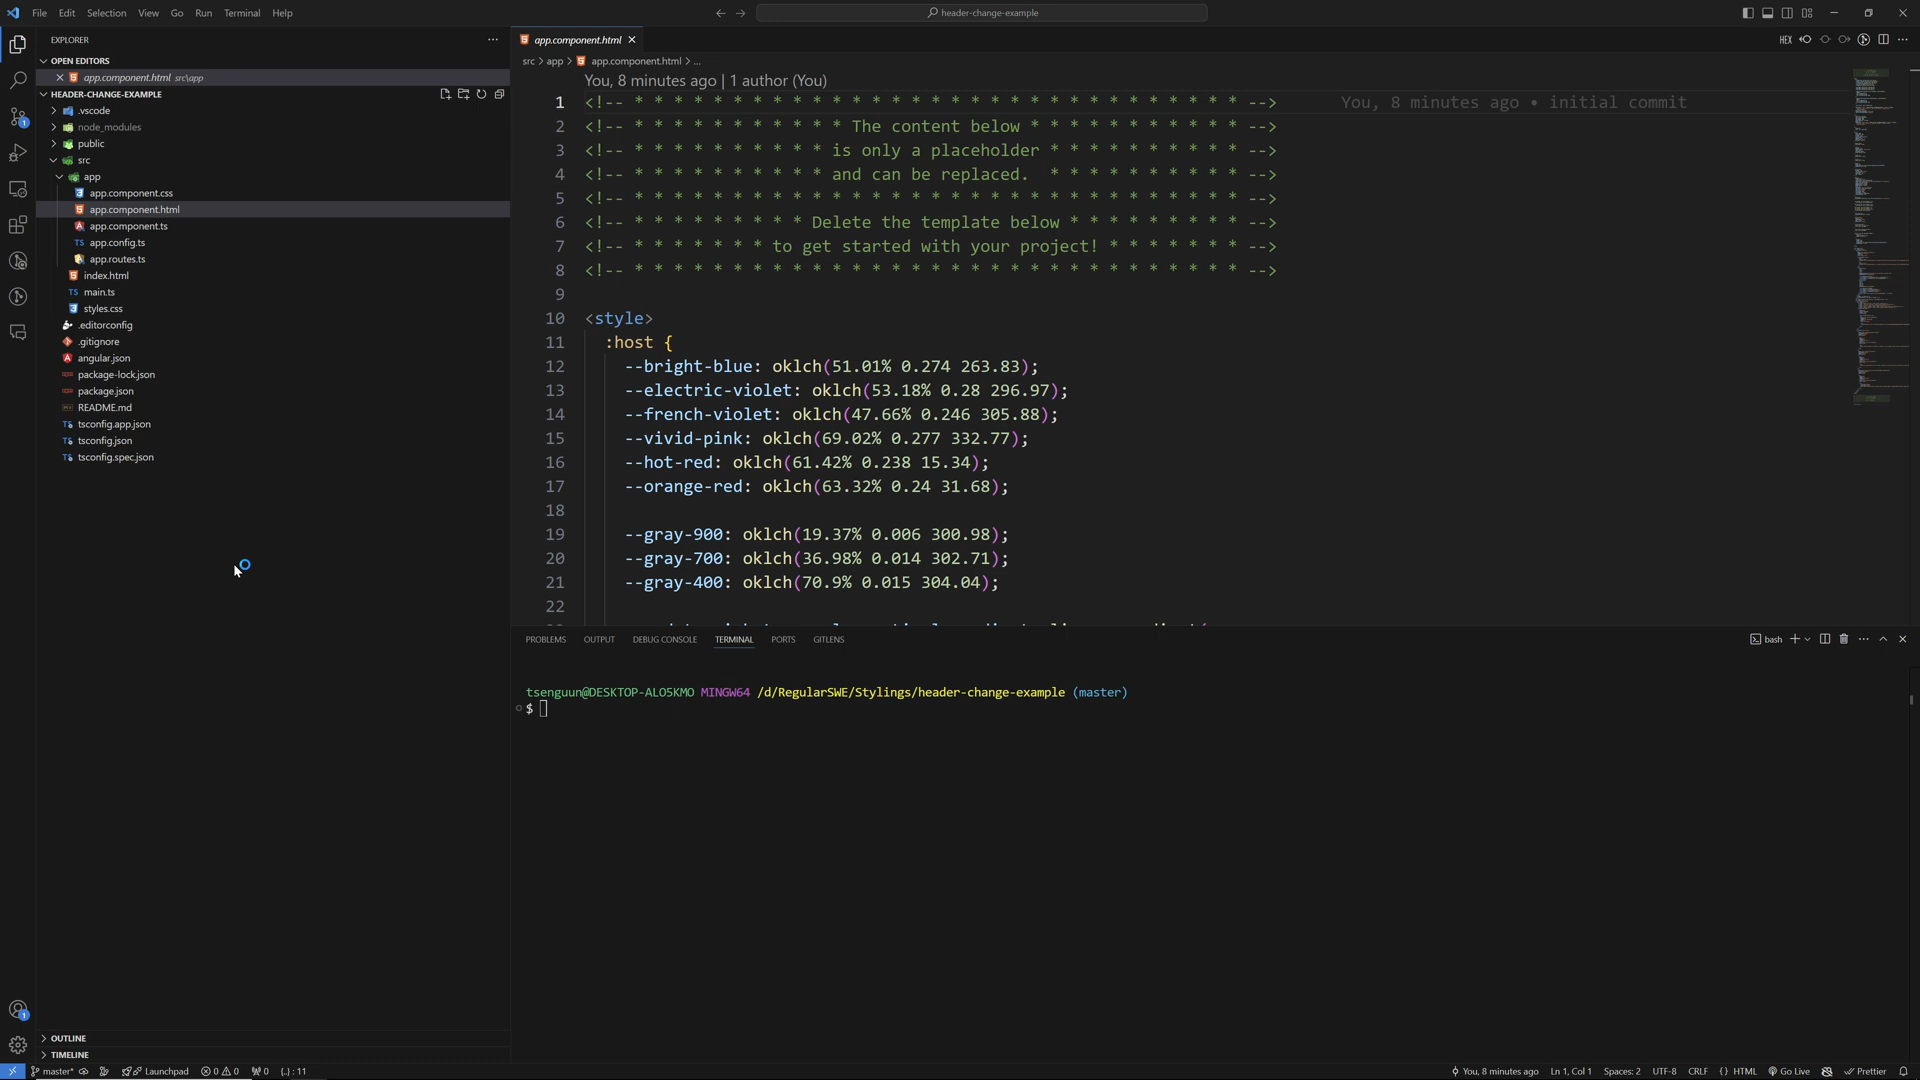 File Edit Selection View Go Run Terminal Help
header-change-example
EXPLORER
OPEN EDITORS
app.component.html src\app
HEADER-CHANGE-EXAMPLE
.vscode
node_modules
public
src
app
app.component.css
app.component.html
app.component.ts
TS app.config.ts
app.routes.ts
index.html
TS main.ts
styles.css
.editorconfig
.gitignore
angular.json
package-lock.json
package.json
README.md
tsconfig.app.json
tsconfig.json
tsconfig.spec.json
OUTLINE
TIMELINE
app.component.html
HEX
src > app > app.component.html > ...
You, 8 minutes ago | 1 author (You)
1 <!-- * * * * * * * * * * * * * * * * * * * * * * * * * * * * * * * --> You, 8 minutes ago • initial commit
2 <!-- * * * * * * * * * * * The content below * * * * * * * * * * * -->
3 <!-- * * * * * * * * * * is only a placeholder * * * * * * * * * * -->
4 <!-- * * * * * * * * * * and can be replaced.  * * * * * * * * * * -->
5 <!-- * * * * * * * * * * * * * * * * * * * * * * * * * * * * * * * -->
6 <!-- * * * * * * * * * Delete the template below * * * * * * * * * -->
7 <!-- * * * * * * * to get started with your project! * * * * * * * -->
8 <!-- * * * * * * * * * * * * * * * * * * * * * * * * * * * * * * * -->
9
10 <style>
11 :host {
12 --bright-blue: oklch(51.01% 0.274 263.83);
13 --electric-violet: oklch(53.18% 0.28 296.97);
14 --french-violet: oklch(47.66% 0.246 305.88);
15 --vivid-pink: oklch(69.02% 0.277 332.77);
16 --hot-red: oklch(61.42% 0.238 15.34);
17 --orange-red: oklch(63.32% 0.24 31.68);
18
19 --gray-900: oklch(19.37% 0.006 300.98);
20 --gray-700: oklch(36.98% 0.014 302.71);
21 --gray-400: oklch(70.9% 0.015 304.04);
22
PROBLEMS OUTPUT DEBUG CONSOLE TERMINAL PORTS GITLENS
bash
tsenguun@DESKTOP-ALO5KMO MINGW64 /d/RegularSWE/Stylings/header-change-example (master)
$
master* Launchpad 0 0 0 {..} : 11
You, 8 minutes ago Ln 1, Col 1 Spaces: 2 UTF-8 CRLF { } HTML Go Live Prettier